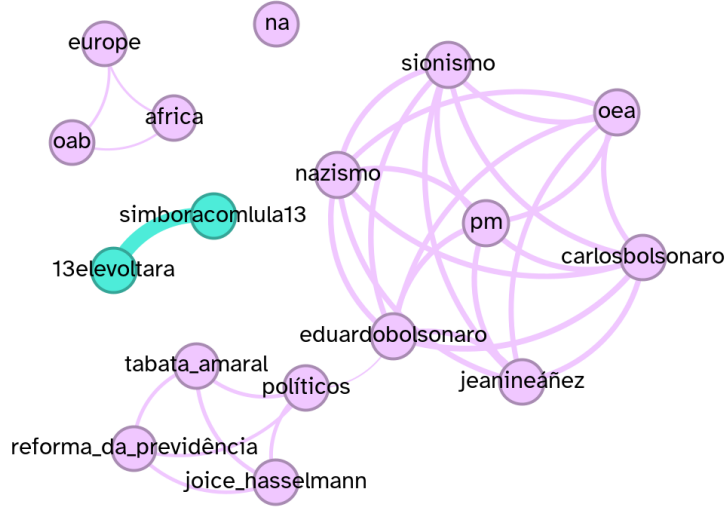 na
europe
sionismo
oea
africa
oab
nazismo
simboracomlula13
pm
carlosbolsonaro
13elevoltara
eduardobolsonaro
tabata_amaral
políticos
jeanineáñez
reforma_da_previdência
joice_hasselmann